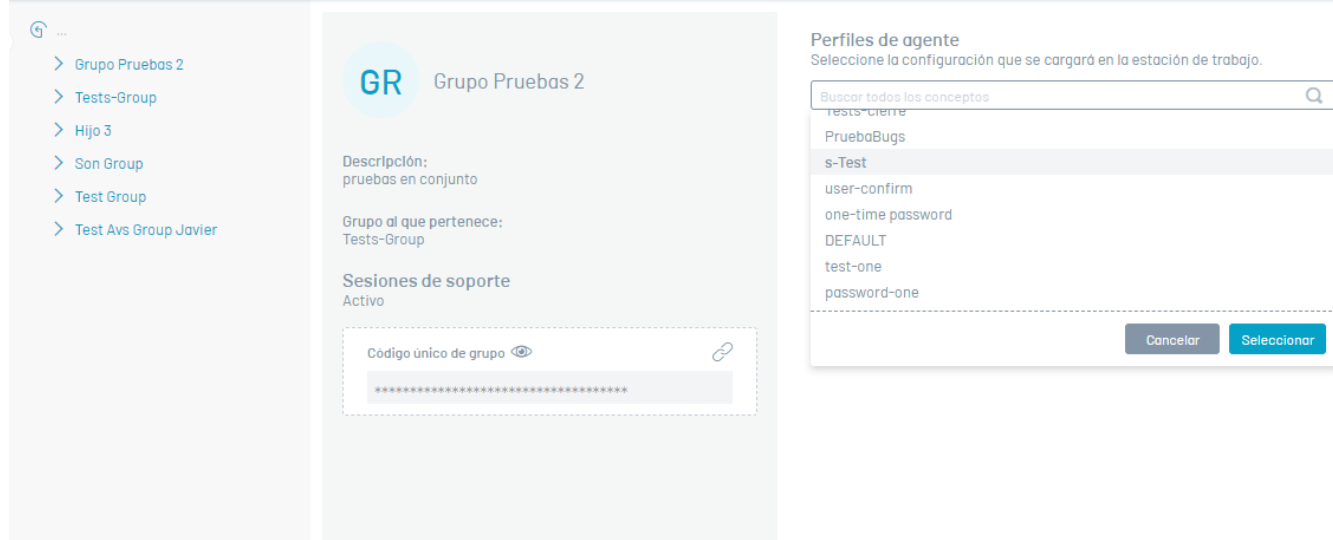 ...
Grupo Pruebas 2
Tests-Group
Hijo 3
Son Group
Test Group
Test Avs Group Javier
GR
Grupo Pruebas 2
Descripción:
pruebas en conjunto
Grupo al que pertenece:
Tests-Group
Sesiones de soporte
Activo
Código único de grupo
************************************
Perfiles de agente
Seleccione la configuración que se cargará en la estación de trabajo.
Buscar todos los conceptos
Tests-cierre
PruebaBugs
s-Test
user-confirm
one-time password
DEFAULT
test-one
password-one
Cancelar
Seleccionar